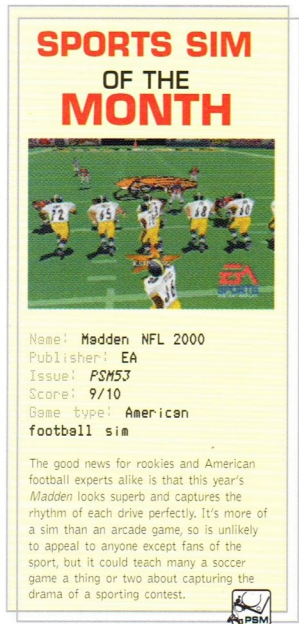 SPORTS SIM
OF THE
MONTH
EA
SPORTS
Name: Madden NFL 2000
Publisher: EA
Issue: PSM53
Score: 9/10
Game type: American
football sim
The good news for rookies and American
football experts alike is that this year's
Madden looks superb and captures the
rhythm of each drive perfectly. It's more of
a sim than an arcade game, so is unlikely
to appeal to anyone except fans of the
sport, but it could teach many a soccer
game a thing or two about capturing the
drama of a sporting contest.
PSM